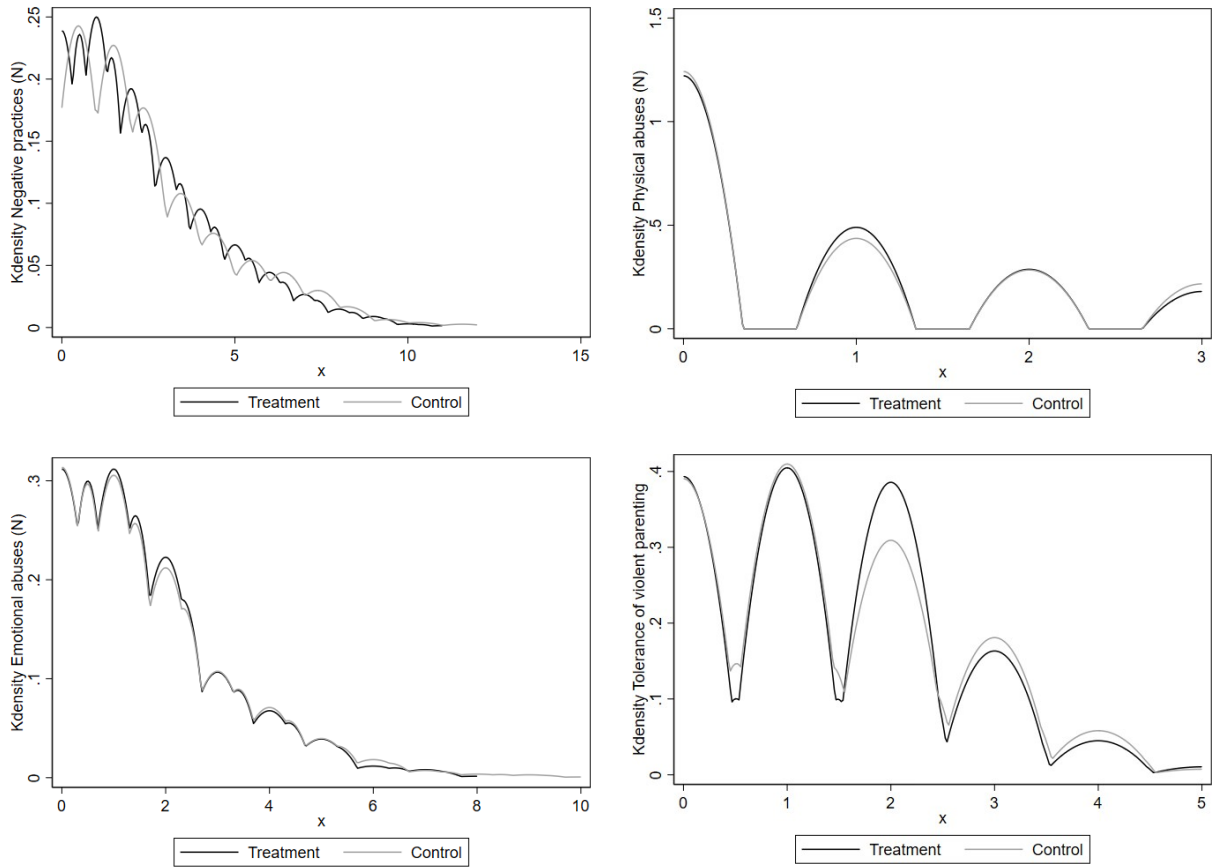 Kdensity Negative practices (N)
.25
.2
.15
.1
.05
0
0 5 10 15
x
Treatment Control
Kdensity Physical abuses (N)
1.5
1
.5
0
0 1 2 3
x
Treatment Control
Kdensity Emotional abuses (N)
.3
.2
.1
0
0 2 4 6 8 10
x
Treatment Control
Kdensity Tolerance of violent parenting
.4
.3
.2
.1
0
0 1 2 3 4 5
x
Treatment Control